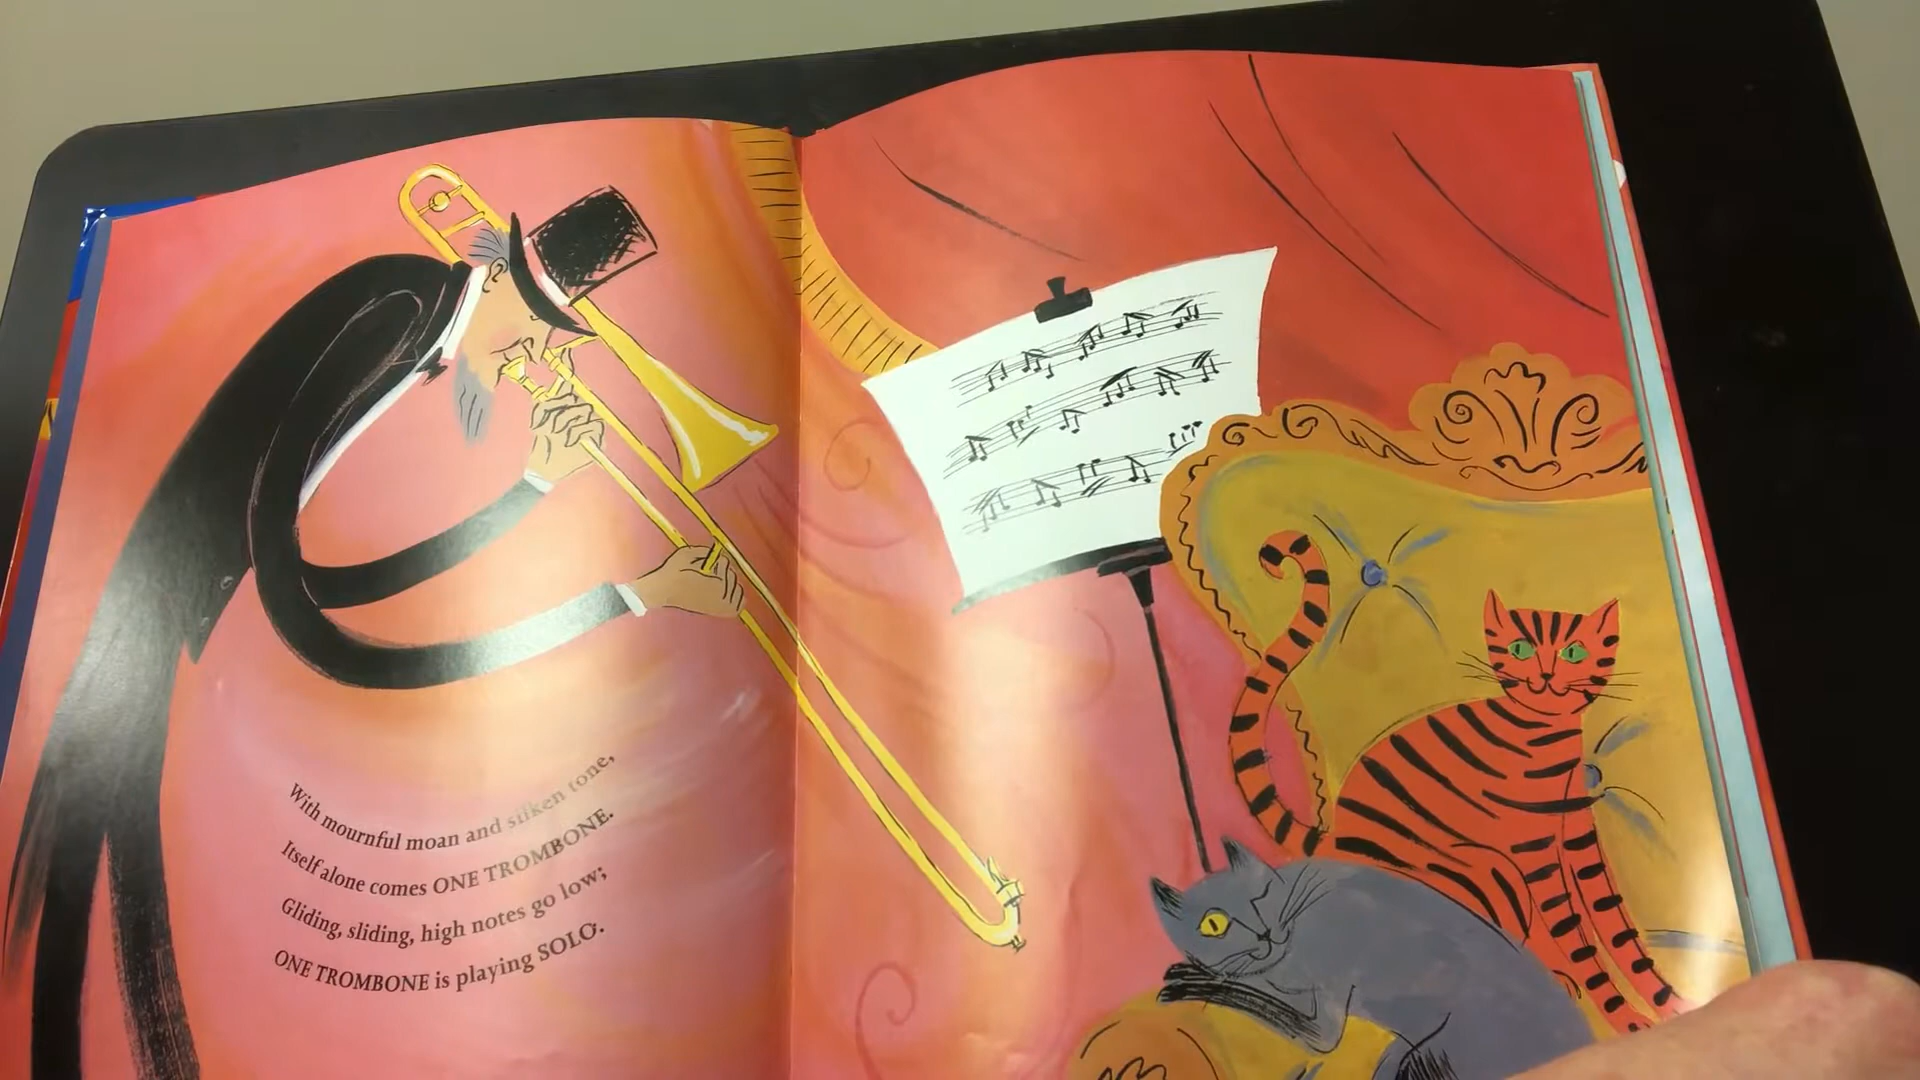 With mournful moan and silken tone,
Itself alone comes ONE TROMBONE.
Gliding, sliding, high notes go low;
ONE TROMBONE is playing SOLO.